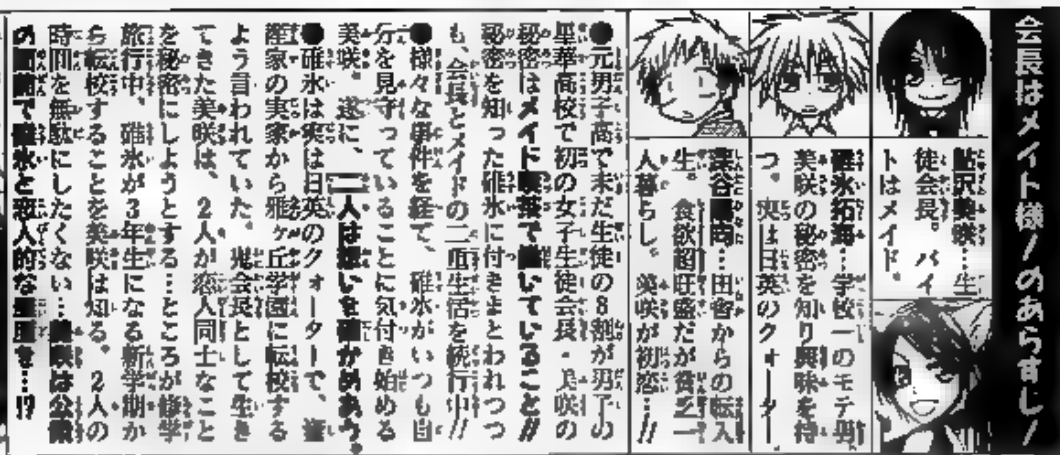 会長はメイド様!のあらすじ!
鮎沢美咲…生
徒会長。バイ
トはメイド。
碓氷拓海…学校一のモテ男。
美咲の秘密を知り興味を持
つ。実は日英のクォーター。
深谷陽向…田舎からの転入
生。食欲超旺盛だが貧乏一
人暮らし。美咲が初恋…!!
●元男子高で未だ生徒の8割が男子の
星華高校で初の女子生徒会長・美咲の
秘密はメイド喫茶で働いていること!!
秘密を知った碓氷に付きまとわれつつ
も、会長とメイドの二重生活を続行中!!
●様々な事件を経て、碓氷がいつも自
分を見守っていることに気付き始める
美咲。遂に、二人は想いを確かめあう。
●碓氷は実は日英のクォーターで、
家の実家から雅ヶ丘学園に転校する
よう言われていた。鬼会長として生き
てきた美咲は、2人が恋人同士なこと
を秘密にしようとする…ところが修学
旅行中、碓氷が3年生になる新学期か
ら転校することを美咲は知る。2人の
時間を無駄にしたくない…美咲は公衆
の面前で碓氷と恋人的な宣言を…!?